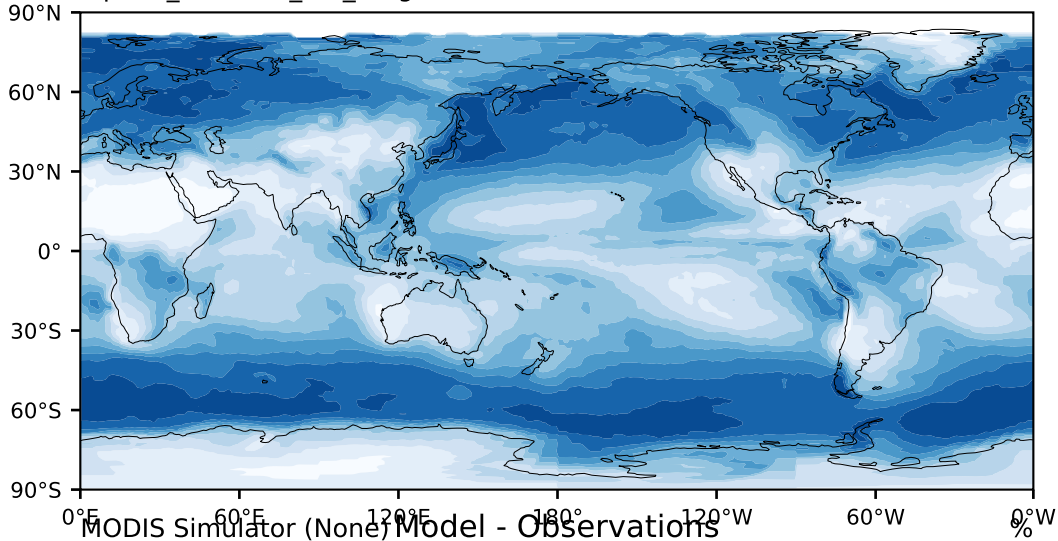 90°N
60°N
30°N
0°
30°S
60°S
90°S
0°E 60°E 120°E 180° 120°W 60°W 0°W
MODIS Simulator (None) Model - Observations %